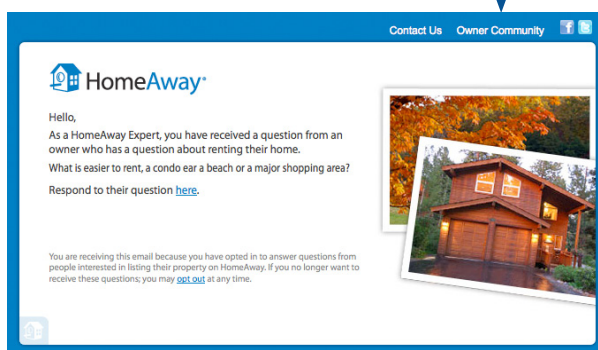 Contact Us Owner Community
HomeAway
Hello,
As a HomeAway Expert, you have received a question from an
owner who has a question about renting their home.
What is easier to rent, a condo ear a beach or a major shopping area?
Respond to their question here.
You are receiving this email because you have opted in to answer questions from
people interested in listing their property on HomeAway. If you no longer want to
receive these questions; you may opt out at any time.